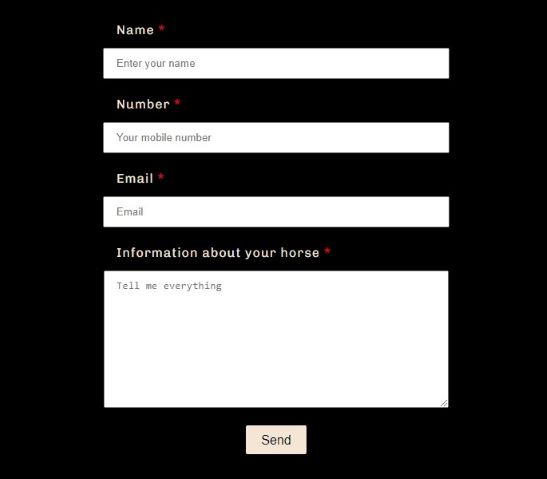 Name *
Enter your name
Number *
Your mobile number
Email *
Email
Information about your horse *
Tell me everything
Send